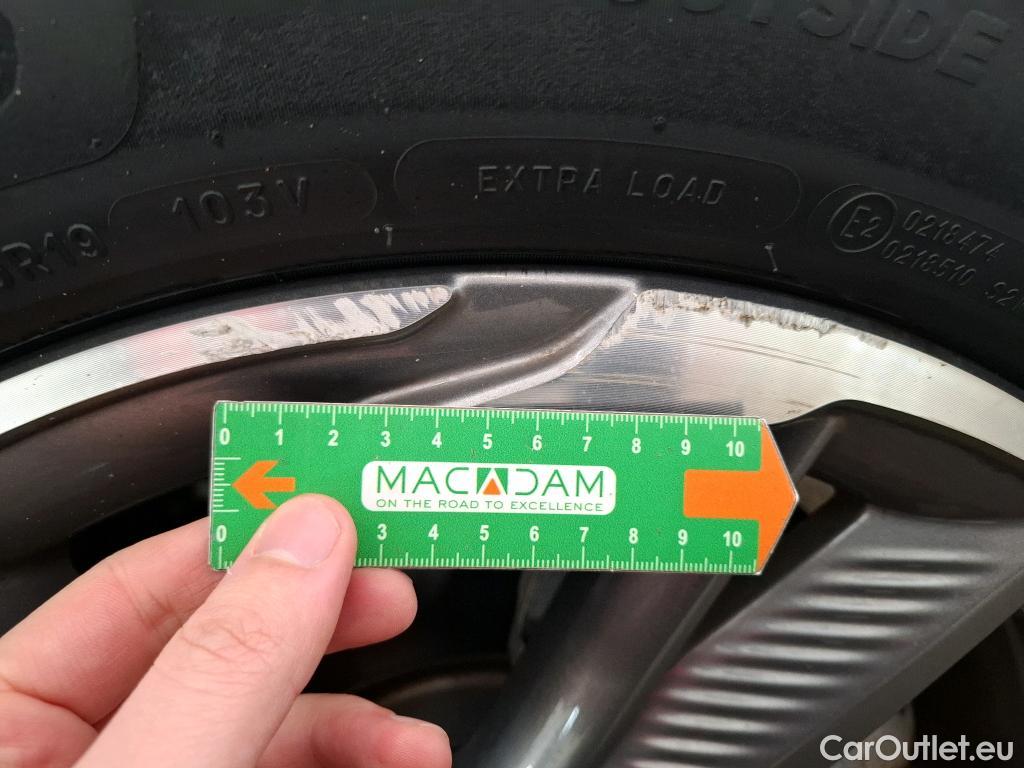 OUTSIDE
R19
103V
EXTRA LOAD
E2
0218474
0218510 S2
0 1 2 3 4 5 6 7 8 9 10
MACADAM
ON THE ROAD TO EXCELLENCE
0 3 4 5 6 7 8 9 10
CarOutlet.eu